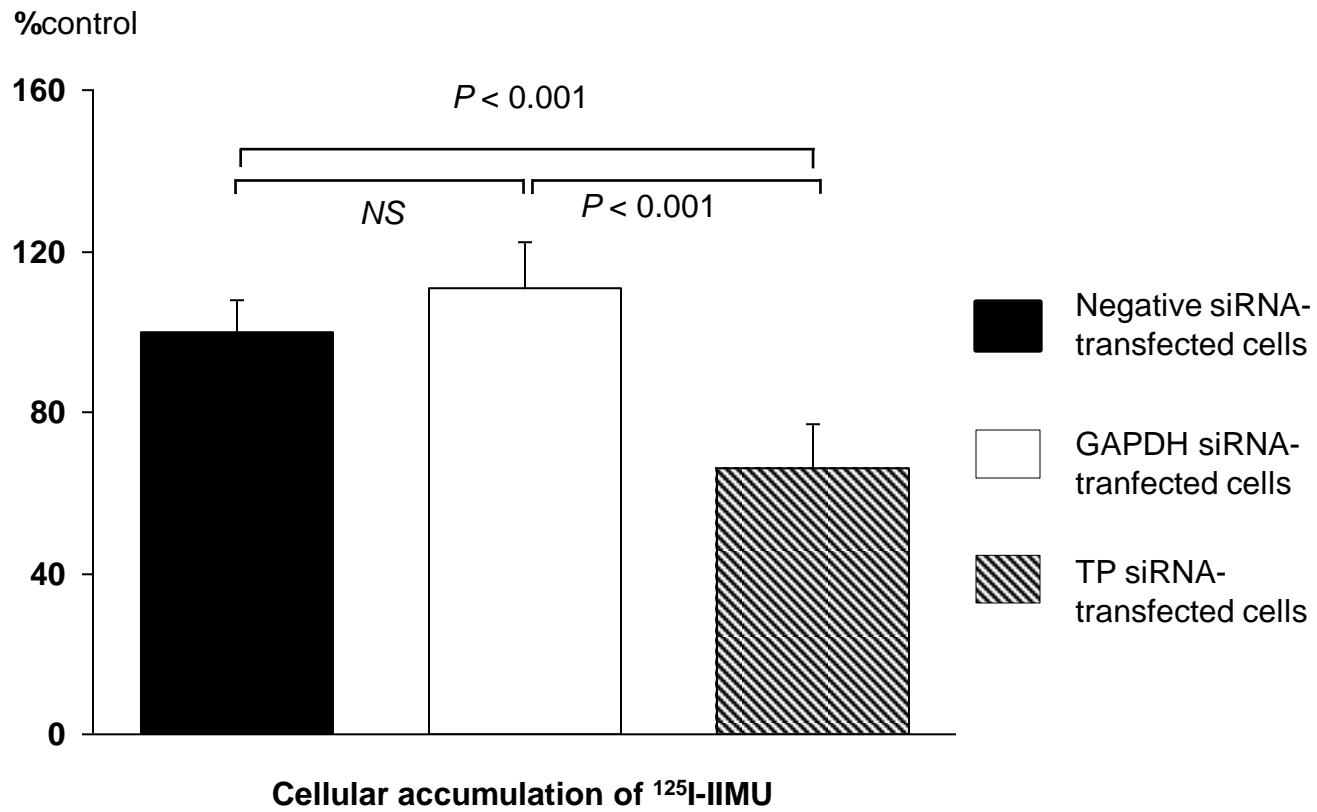 %control
160
P < 0.001
NS
P < 0.001
120
80
40
0
Negative siRNA-
transfected cells
GAPDH siRNA-
tranfected cells
TP siRNA-
transfected cells
Cellular accumulation of ¹²⁵I-IIMU